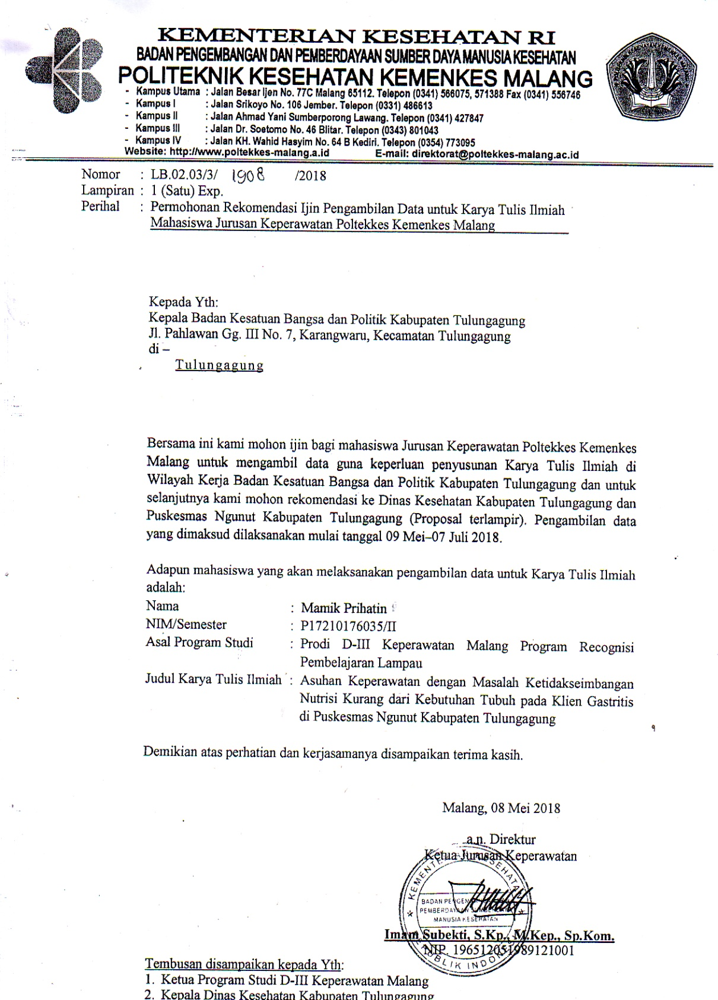 KEMENTERIAN KESEHATAN RI
BADAN PENGEMBANGAN DAN PEMBERDAYAAN SUMBER DAYA MANUSIA KESEHATAN
POLITEKNIK KESEHATAN KEMENKES MALANG
- Kampus Utama : Jalan Besar Ijen No. 77C Malang 65112. Telepon (0341) 566075, 571388 Fax (0341) 556746
- Kampus I : Jalan Srikoyo No. 106 Jember. Telepon (0331) 486613
- Kampus II : Jalan Ahmad Yani Sumberporong Lawang. Telepon (0341) 427847
- Kampus III : Jalan Dr. Soetomo No. 46 Blitar. Telepon (0343) 801043
- Kampus IV : Jalan KH. Wahid Hasyim No. 64 B Kediri. Telepon (0354) 773095
Website: http://www.poltekkes-malang.a.id E-mail: direktorat@poltekkes-malang.ac.id
Nomor : LB.02.03/3/ 1908 /2018
Lampiran : 1 (Satu) Exp.
Perihal : Permohonan Rekomendasi Ijin Pengambilan Data untuk Karya Tulis Ilmiah
Mahasiswa Jurusan Keperawatan Poltekkes Kemenkes Malang
Kepada Yth:
Kepala Badan Kesatuan Bangsa dan Politik Kabupaten Tulungagung
Jl. Pahlawan Gg. III No. 7, Karangwaru, Kecamatan Tulungagung
di –
Tulungagung
Bersama ini kami mohon ijin bagi mahasiswa Jurusan Keperawatan Poltekkes Kemenkes
Malang untuk mengambil data guna keperluan penyusunan Karya Tulis Ilmiah di
Wilayah Kerja Badan Kesatuan Bangsa dan Politik Kabupaten Tulungagung dan untuk
selanjutnya kami mohon rekomendasi ke Dinas Kesehatan Kabupaten Tulungagung dan
Puskesmas Ngunut Kabupaten Tulungagung (Proposal terlampir). Pengambilan data
yang dimaksud dilaksanakan mulai tanggal 09 Mei–07 Juli 2018.
Adapun mahasiswa yang akan melaksanakan pengambilan data untuk Karya Tulis Ilmiah
adalah:
Nama : Mamik Prihatin
NIM/Semester : P17210176035/II
Asal Program Studi : Prodi D-III Keperawatan Malang Program Recognisi
Pembelajaran Lampau
Judul Karya Tulis Ilmiah : Asuhan Keperawatan dengan Masalah Ketidakseimbangan
Nutrisi Kurang dari Kebutuhan Tubuh pada Klien Gastritis
di Puskesmas Ngunut Kabupaten Tulungagung
Demikian atas perhatian dan kerjasamanya disampaikan terima kasih.
Malang, 08 Mei 2018
a.n. Direktur
Ketua Jurusan Keperawatan
BADAN
MANUSIA KESEHATAN
Imam Subekti, S.Kp., M.Kep., Sp.Kom.
NIP. 196512051989121001
Tembusan disampaikan kepada Yth:
1. Ketua Program Studi D-III Keperawatan Malang
2. Kepala Dinas Kesehatan Kabupaten Tulungagung